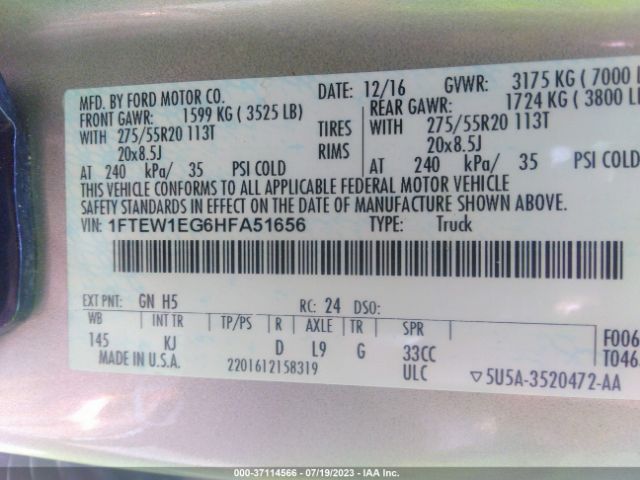 MFD. BY FORD MOTOR CO. DATE: 12/16 GVWR: 3175 KG ( 7000
FRONT GAWR: 1599 KG ( 3525 LB) REAR GAWR: 1724 KG ( 3800 LB
WITH 275/55R20 113T TIRES WITH 275/55R20 113T
20x8.5J RIMS 20x8.5J
AT 240 kPa/ 35 PSI COLD AT 240 kPa/ 35 PSI COLD
THIS VEHICLE CONFORMS TO ALL APPLICABLE FEDERAL MOTOR VEHICLE
SAFETY STANDARDS IN EFFECT ON THE DATE OF MANUFACTURE SHOWN ABOVE.
VIN: 1FTEW1EG6HFA51656 TYPE: Truck
EXT PNT: GN H5 RC: 24 DSO:
WB INT TR TP/PS R AXLE TR SPR
145 KJ D L9 G 33CC F006
MADE IN U.S.A. 2201612158319 ULC ▽5U5A-3520472-AA T046
000-37114566 - 07/19/2023 - IAA Inc.